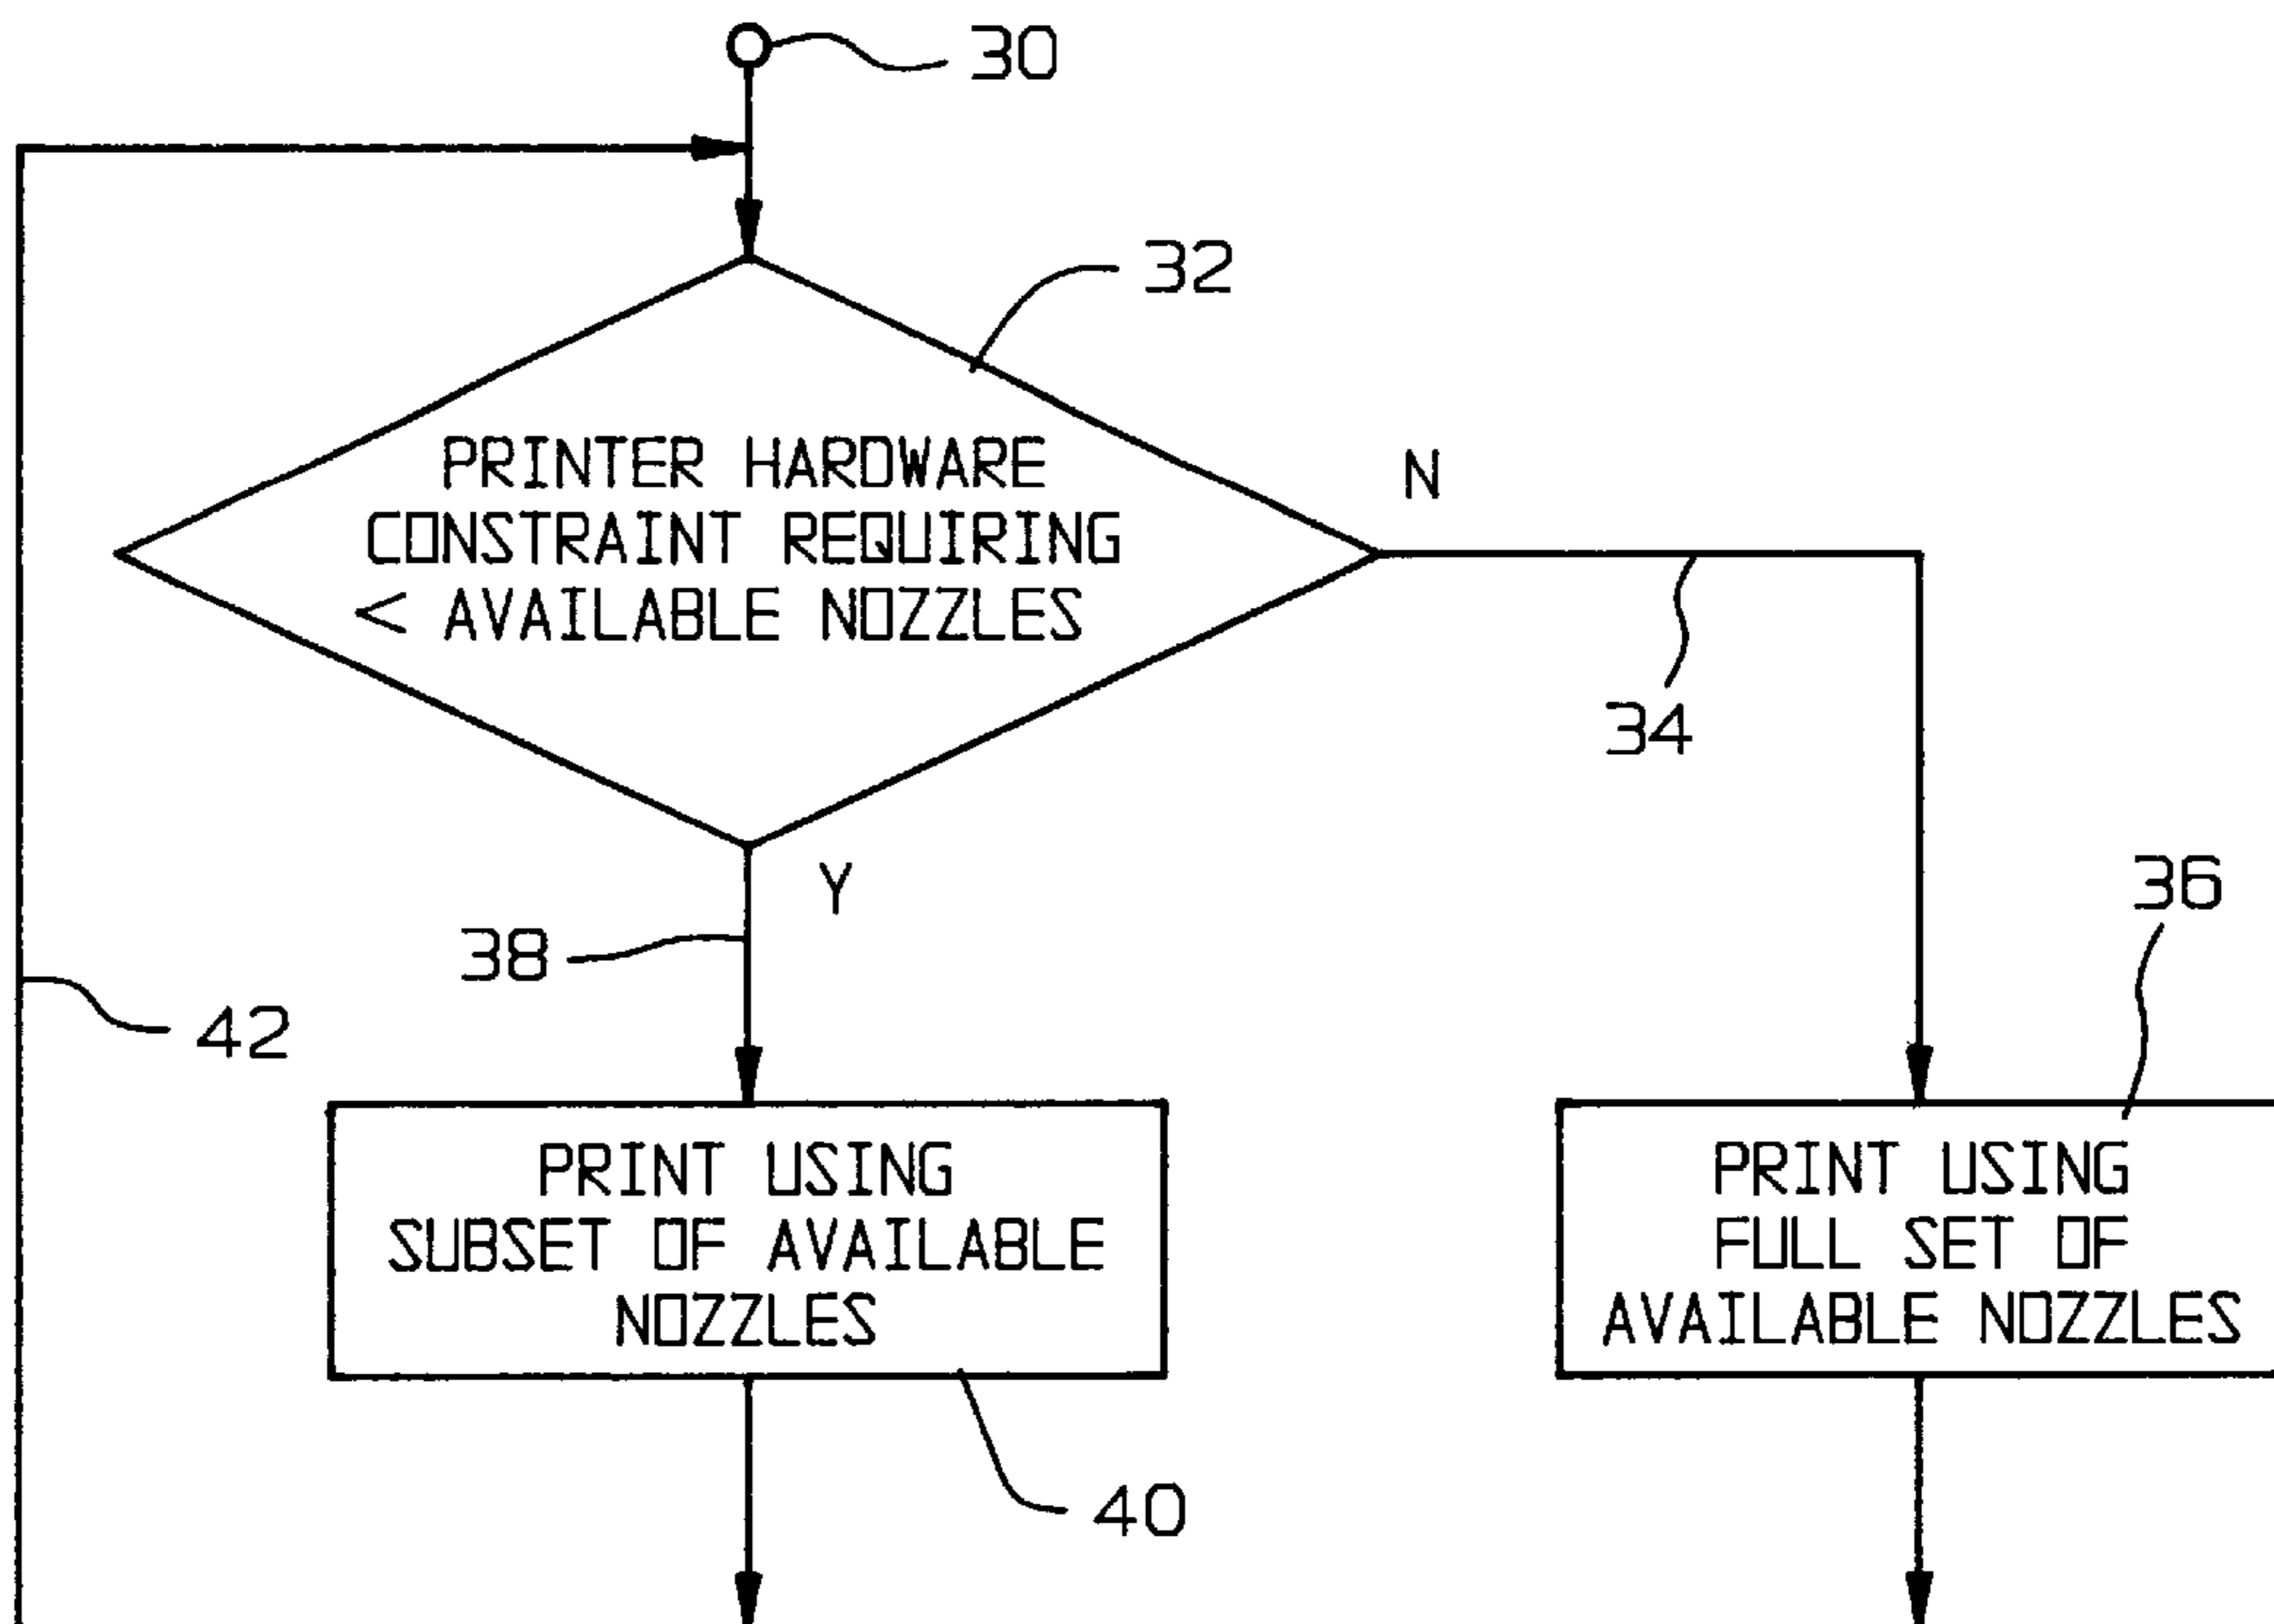 30
32
PRINTER HARDWARE
CONSTRAINT REQUIRING
< AVAILABLE NOZZLES
N
34
Y
36
38
42
PRINT USING
SUBSET OF AVAILABLE
NOZZLES
PRINT USING
FULL SET OF
AVAILABLE NOZZLES
40